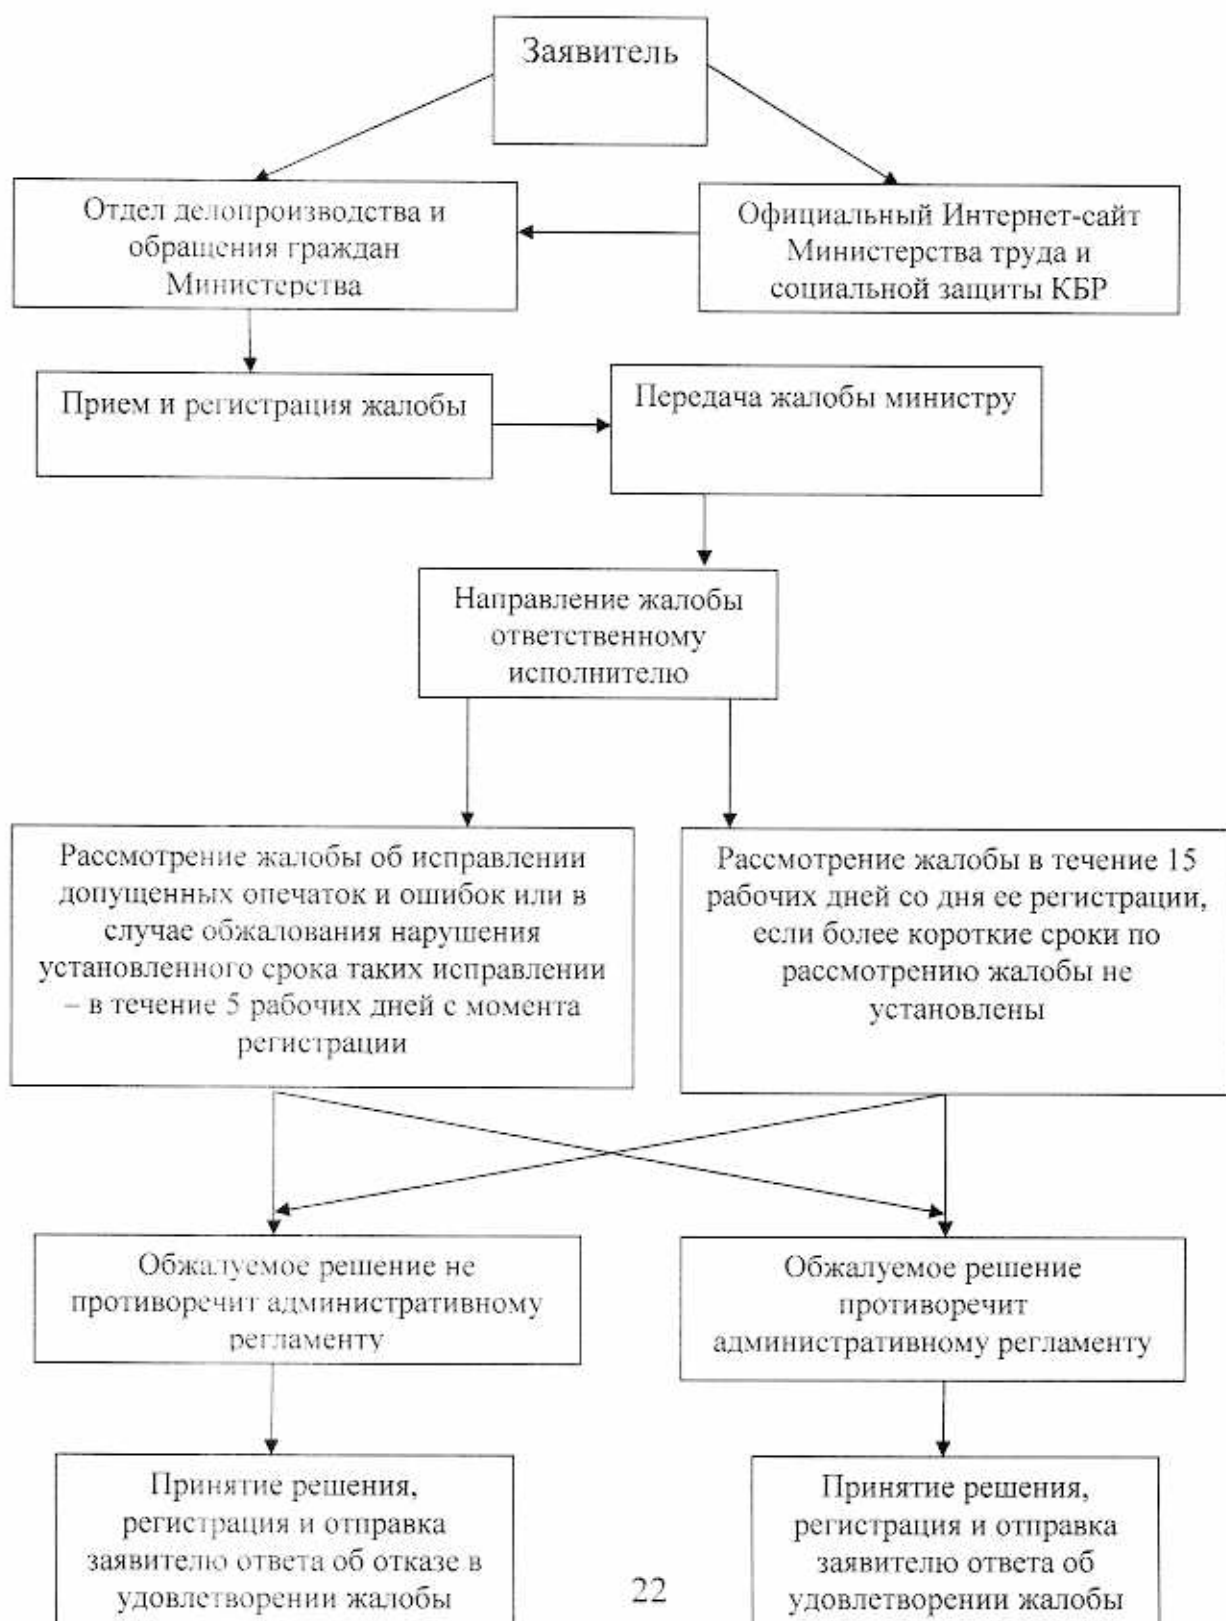 Заявитель
Отдел делопроизводства и
обращения граждан
Министерства
Официальный Интернет-сайт
Министерства труда и
социальной защиты КБР
Прием и регистрация жалобы
Передача жалобы министру
Направление жалобы
ответственному
исполнителю
Рассмотрение жалобы об исправлении
допущенных опечаток и ошибок или в
случае обжалования нарушения
установленного срока таких исправлении
– в течение 5 рабочих дней с момента
регистрации
Рассмотрение жалобы в течение 15
рабочих дней со дня ее регистрации,
если более короткие сроки по
рассмотрению жалобы не
установлены
Обжалуемое решение не
противоречит административному
регламенту
Обжалуемое решение
противоречит
административному регламенту
Принятие решения,
регистрация и отправка
заявителю ответа об отказе в
удовлетворении жалобы
Принятие решения,
регистрация и отправка
заявителю ответа об
удовлетворении жалобы
22